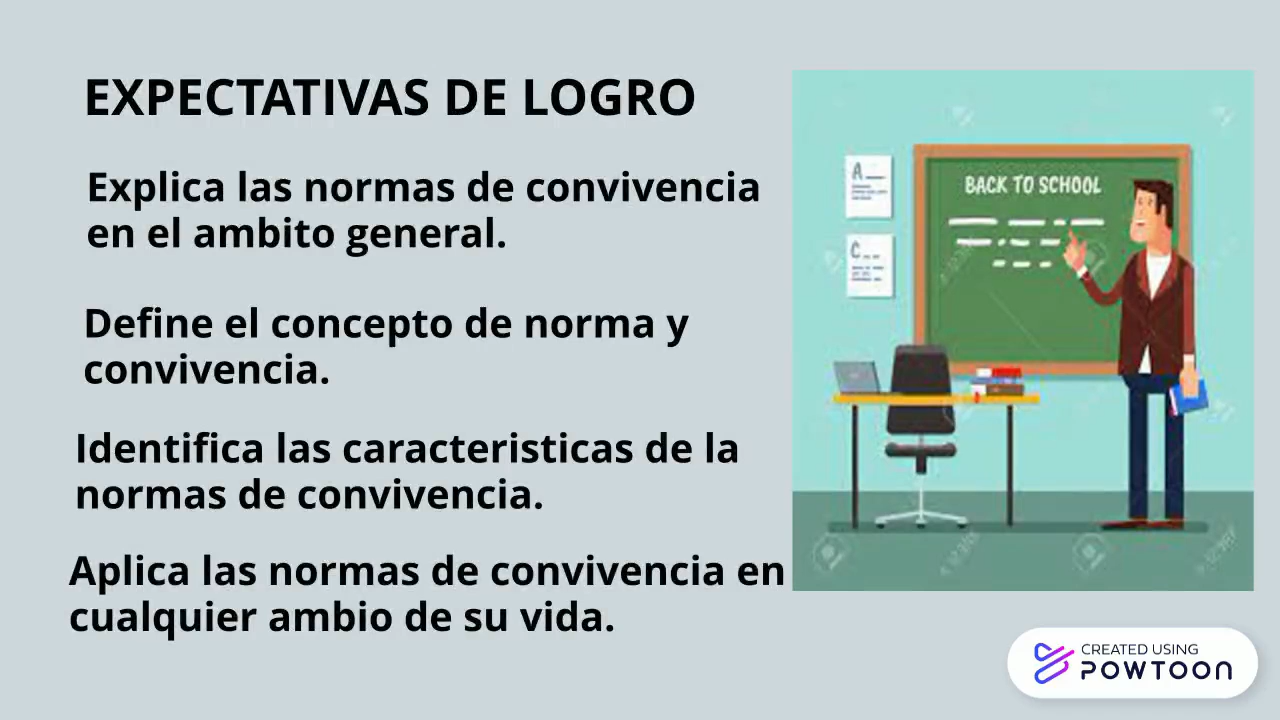 EXPECTATIVAS DE LOGRO
Explica las normas de convivencia
en el ambito general.
Define el concepto de norma y
convivencia.
Identifica las caracteristicas de la
normas de convivencia.
Aplica las normas de convivencia en
cualquier ambio de su vida.
A
C
BACK TO SCHOOL
CREATED USING
POWTOON